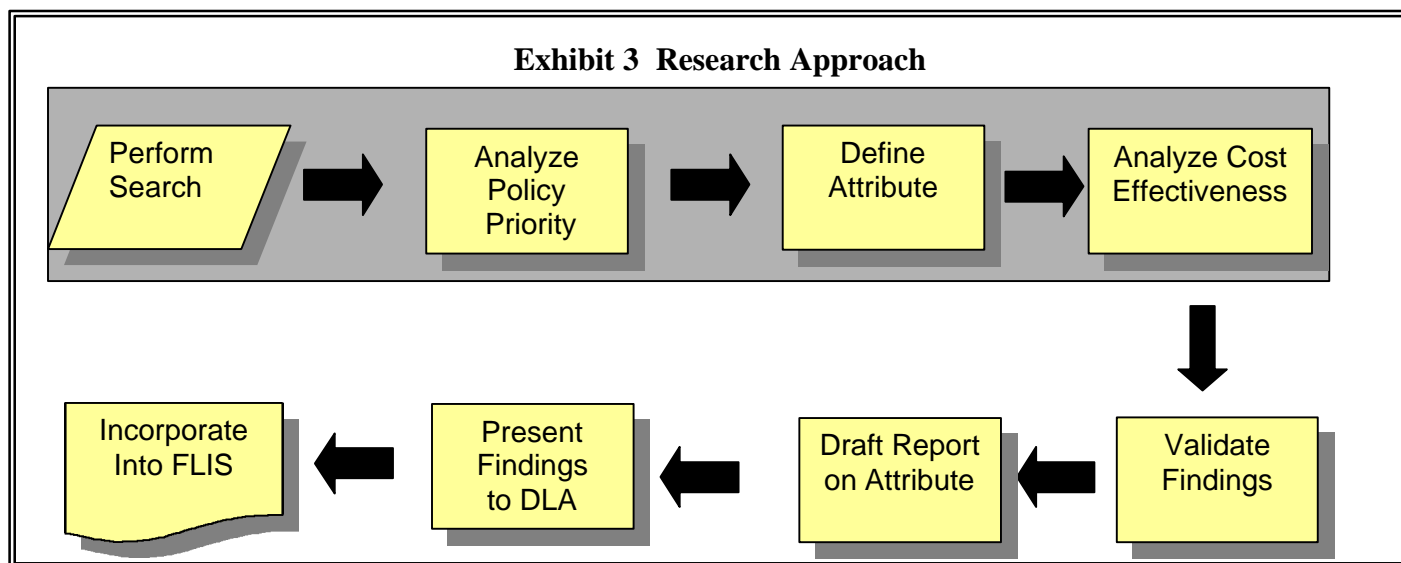 Exhibit 3 Research Approach
Perform
Search
Analyze
Policy
Priority
Define
Attribute
Analyze Cost
Effectiveness
Validate
Findings
Draft Report
on Attribute
Present
Findings
to DLA
Incorporate
Into FLIS